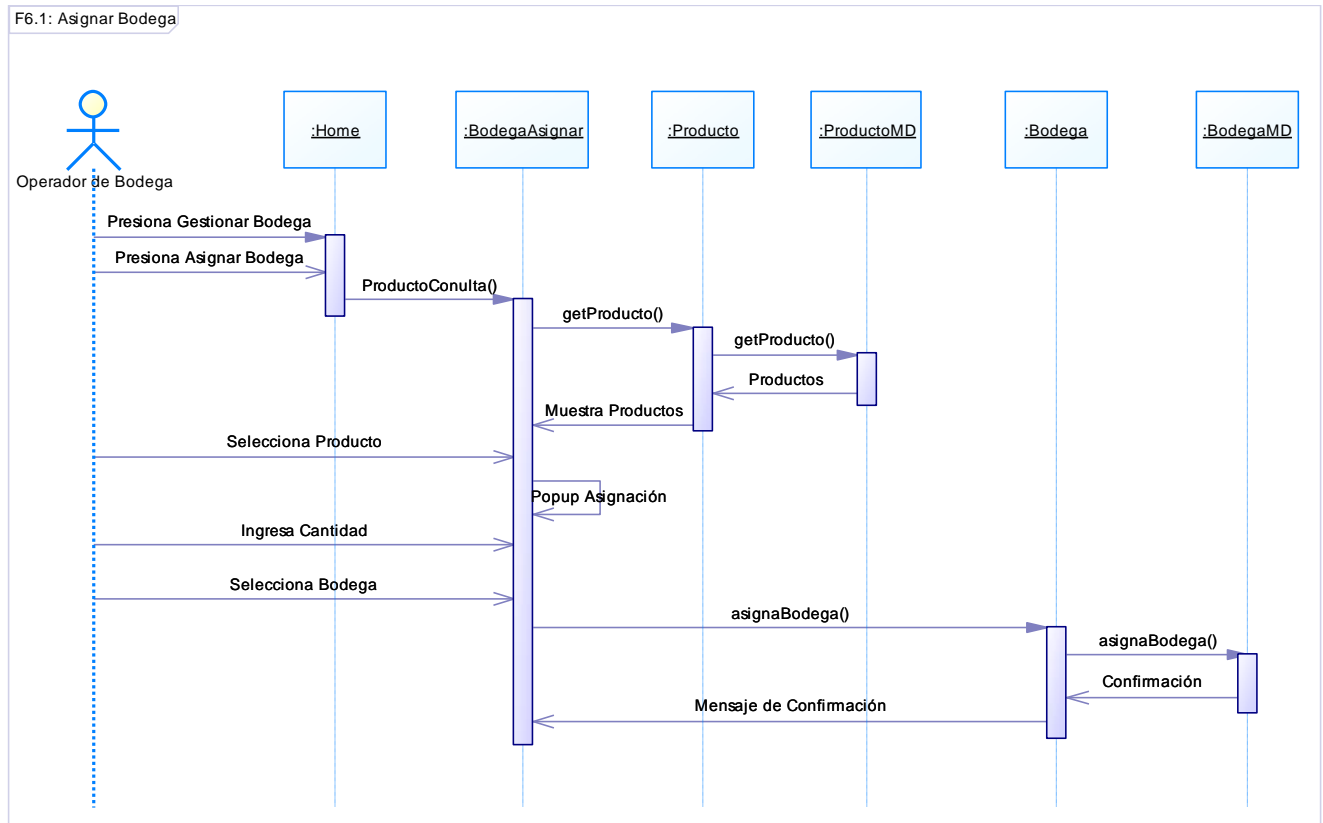 F6.1: Asignar Bodega
:Home
:BodegaAsignar
:Producto
:ProductoMD
:Bodega
:BodegaMD
Operador de Bodega
Presiona Gestionar Bodega
Presiona Asignar Bodega
ProductoConulta()
getProducto()
getProducto()
Productos
Muestra Productos
Selecciona Producto
Popup Asignación
Ingresa Cantidad
Selecciona Bodega
asignaBodega()
asignaBodega()
Confirmación
Mensaje de Confirmación